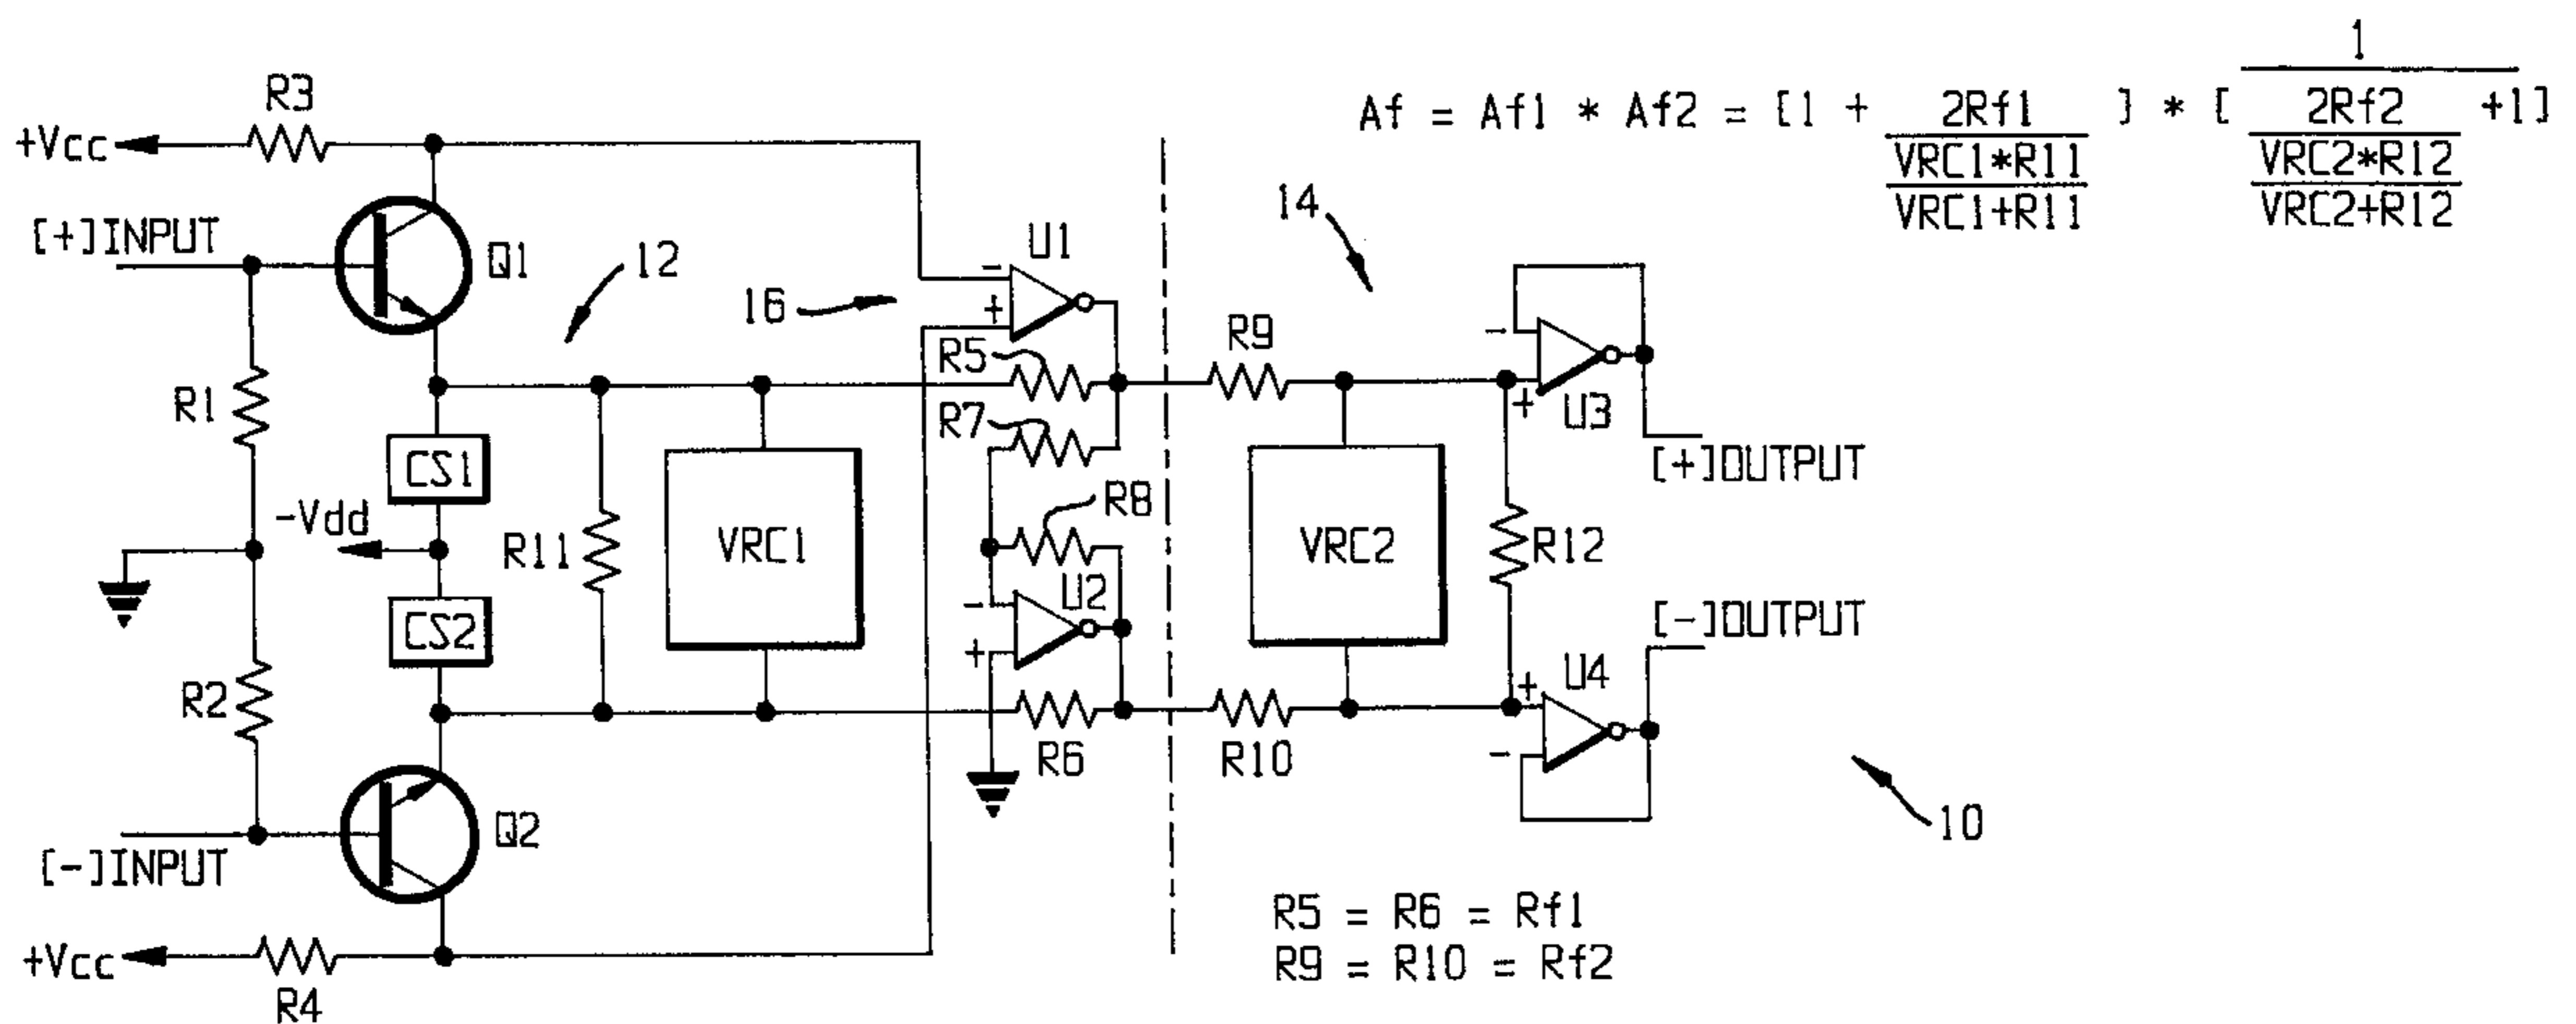 Af = Af1 * Af2 = [1 + 2Rf1 / (VRC1*R11 / VRC1+R11) ] * [ 1 / (2Rf2 / (VRC2*R12 / VRC2+R12) +1) ]
R3
+Vcc
[+]INPUT
Q1
12
16
U1
-
+
14
R1
R5
R7
R9
-
+
U3
[+]OUTPUT
CS1
-Vdd
R11
VRC1
R8
VRC2
R12
CS2
U2
-
+
[-]OUTPUT
R2
R6
R10
+
-
U4
10
[-]INPUT
Q2
+Vcc
R4
R5 = R6 = Rf1
R9 = R10 = Rf2